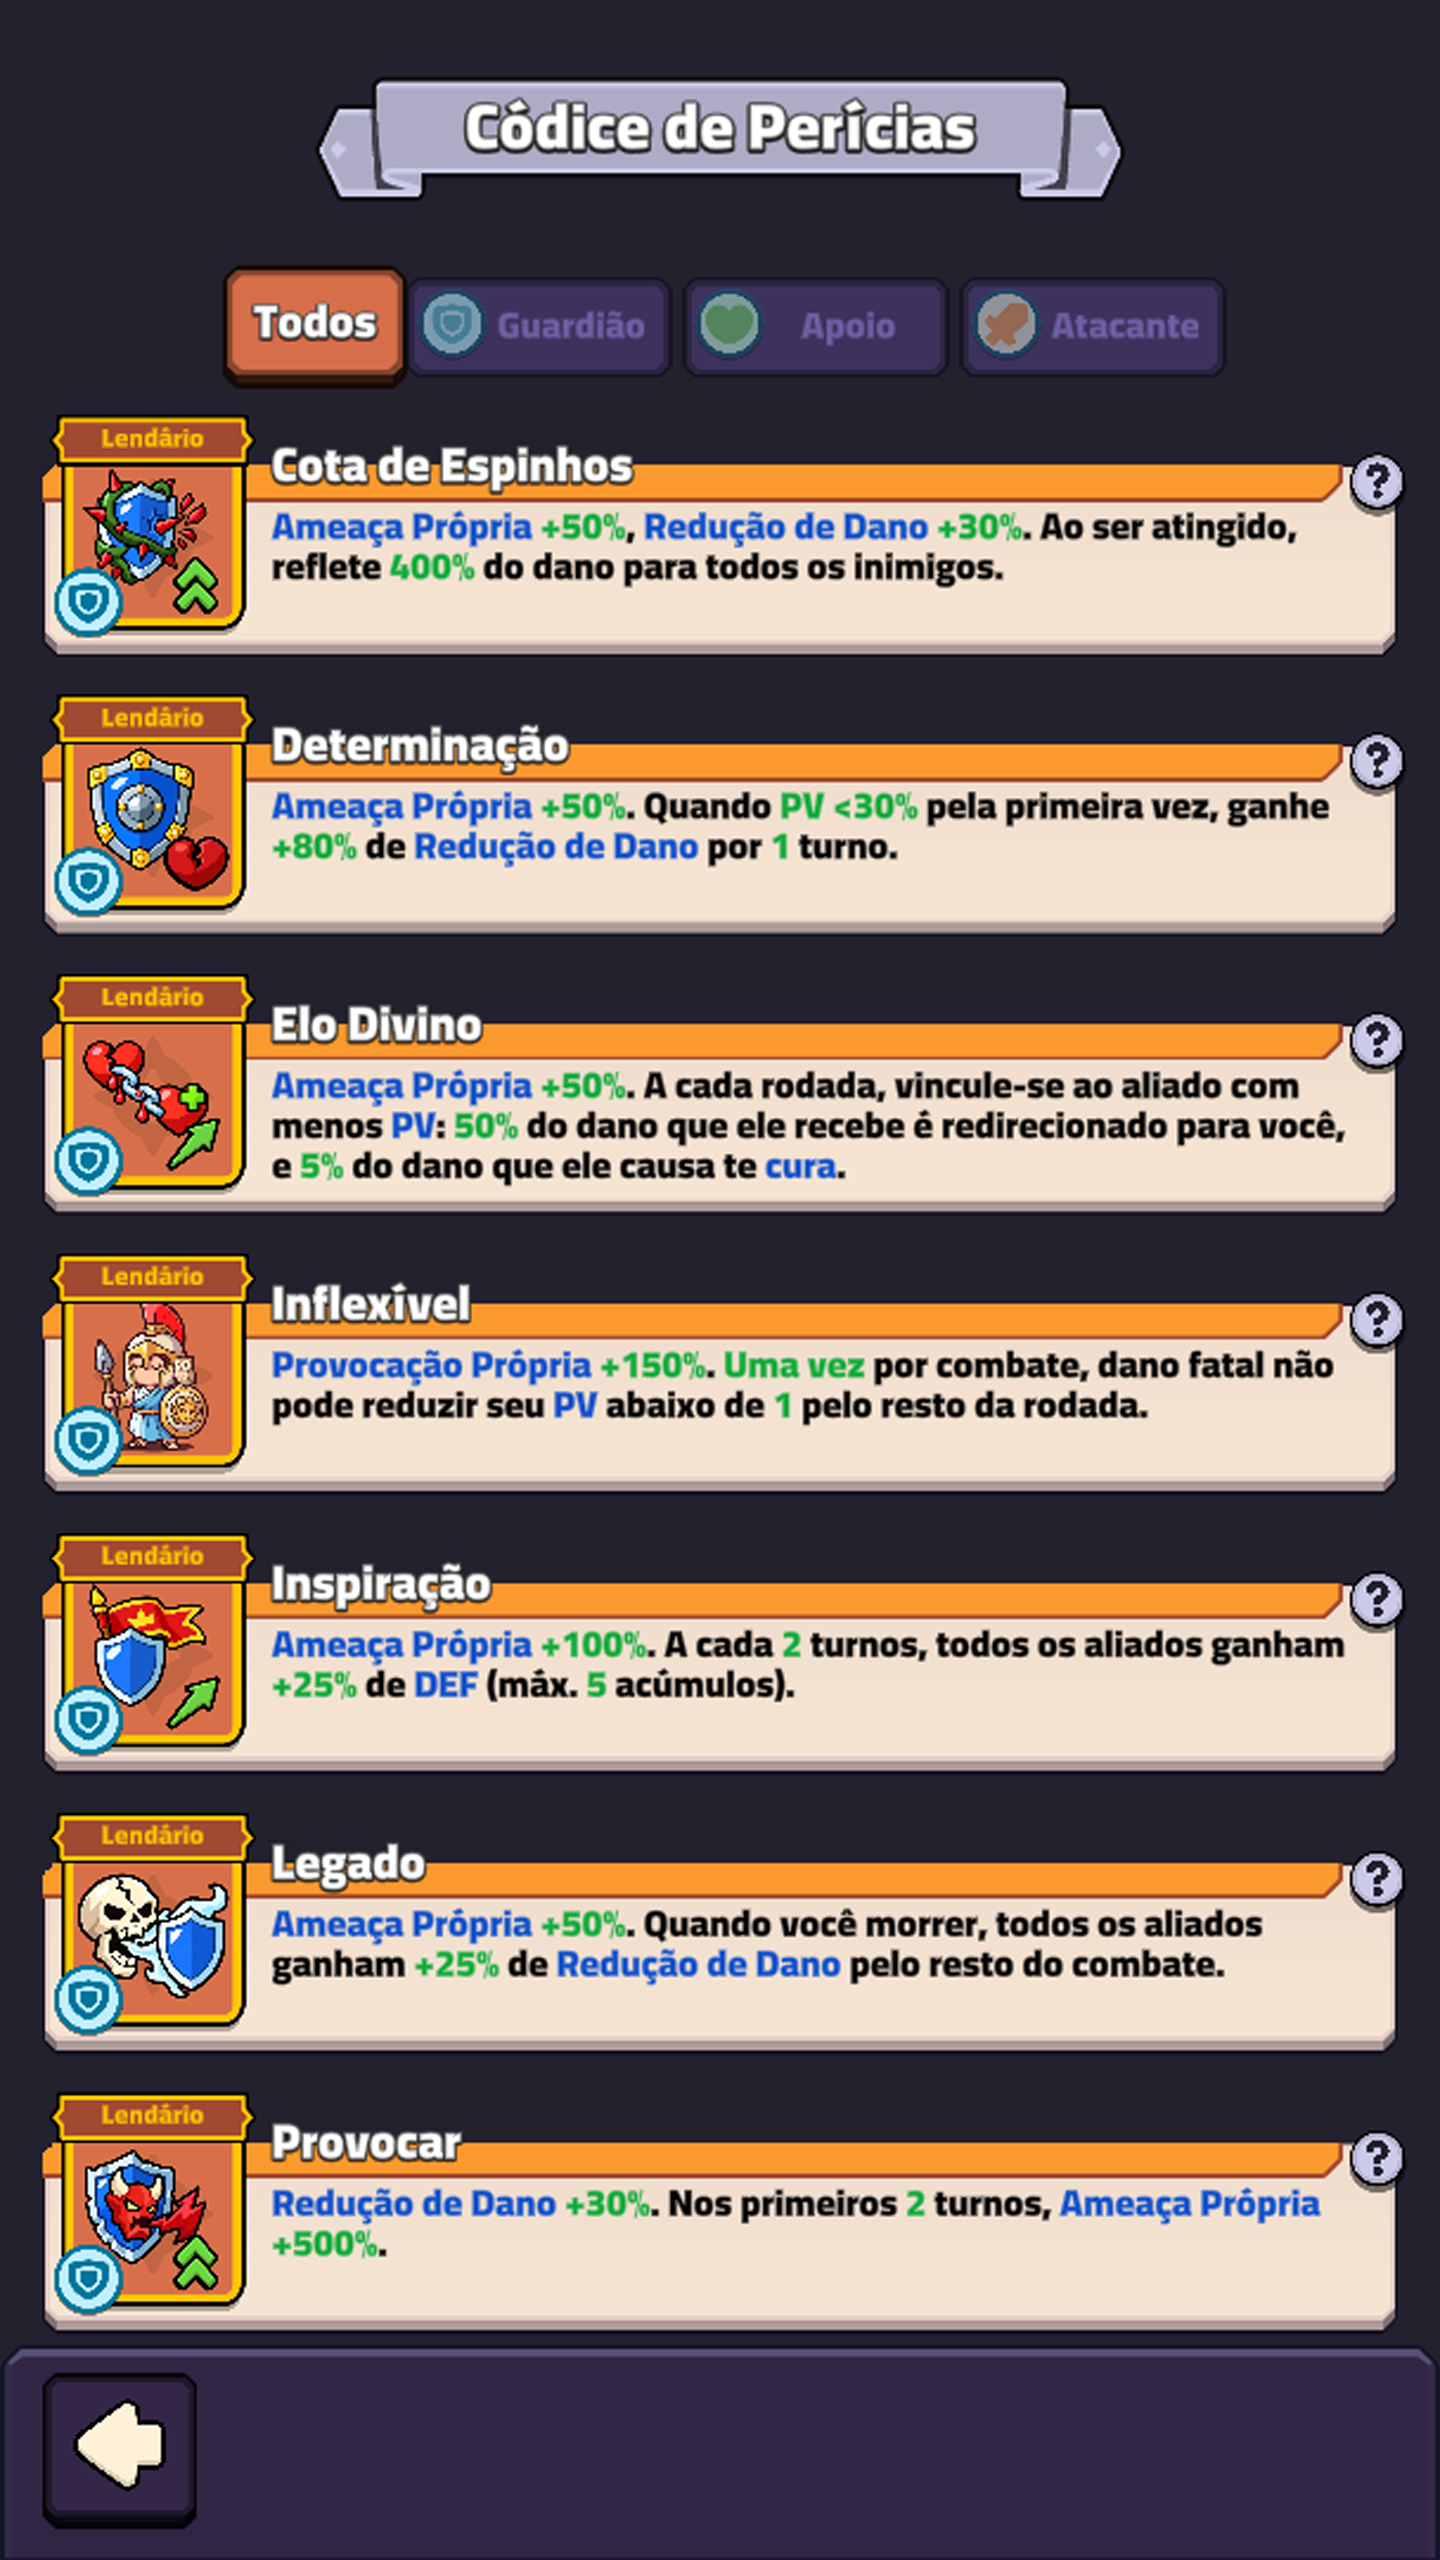 Códice de Perícias
Todos
Guardião
Apoio
Atacante
Lendário
Cota de Espinhos
?
Ameaça Própria +50%, Redução de Dano +30%. Ao ser atingido,
reflete 400% do dano para todos os inimigos.
Lendário
Determinação
?
Ameaça Própria +50%. Quando PV <30% pela primeira vez, ganhe
+80% de Redução de Dano por 1 turno.
Lendário
Elo Divino
?
Ameaça Própria +50%. A cada rodada, vincule-se ao aliado com
menos PV: 50% do dano que ele recebe é redirecionado para você,
e 5% do dano que ele causa te cura.
Lendário
Inflexível
?
Provocação Própria +150%. Uma vez por combate, dano fatal não
pode reduzir seu PV abaixo de 1 pelo resto da rodada.
Lendário
Inspiração
?
Ameaça Própria +100%. A cada 2 turnos, todos os aliados ganham
+25% de DEF (máx. 5 acúmulos).
Lendário
Legado
?
Ameaça Própria +50%. Quando você morrer, todos os aliados
ganham +25% de Redução de Dano pelo resto do combate.
Lendário
Provocar
?
Redução de Dano +30%. Nos primeiros 2 turnos, Ameaça Própria
+500%.